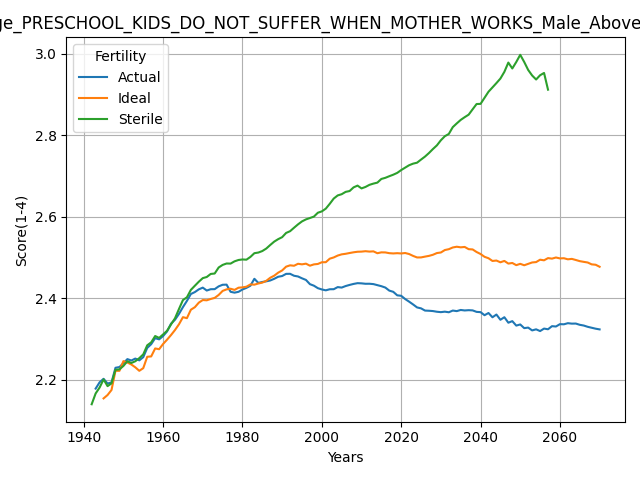 ge_PRESCHOOL_KIDS_DO_NOT_SUFFER_WHEN_MOTHER_WORKS_Male_Above
Fertility
Actual
Ideal
Sterile
Score(1-4)
3.0
2.8
2.6
2.4
2.2
1940 1960 1980 2000 2020 2040 2060
Years